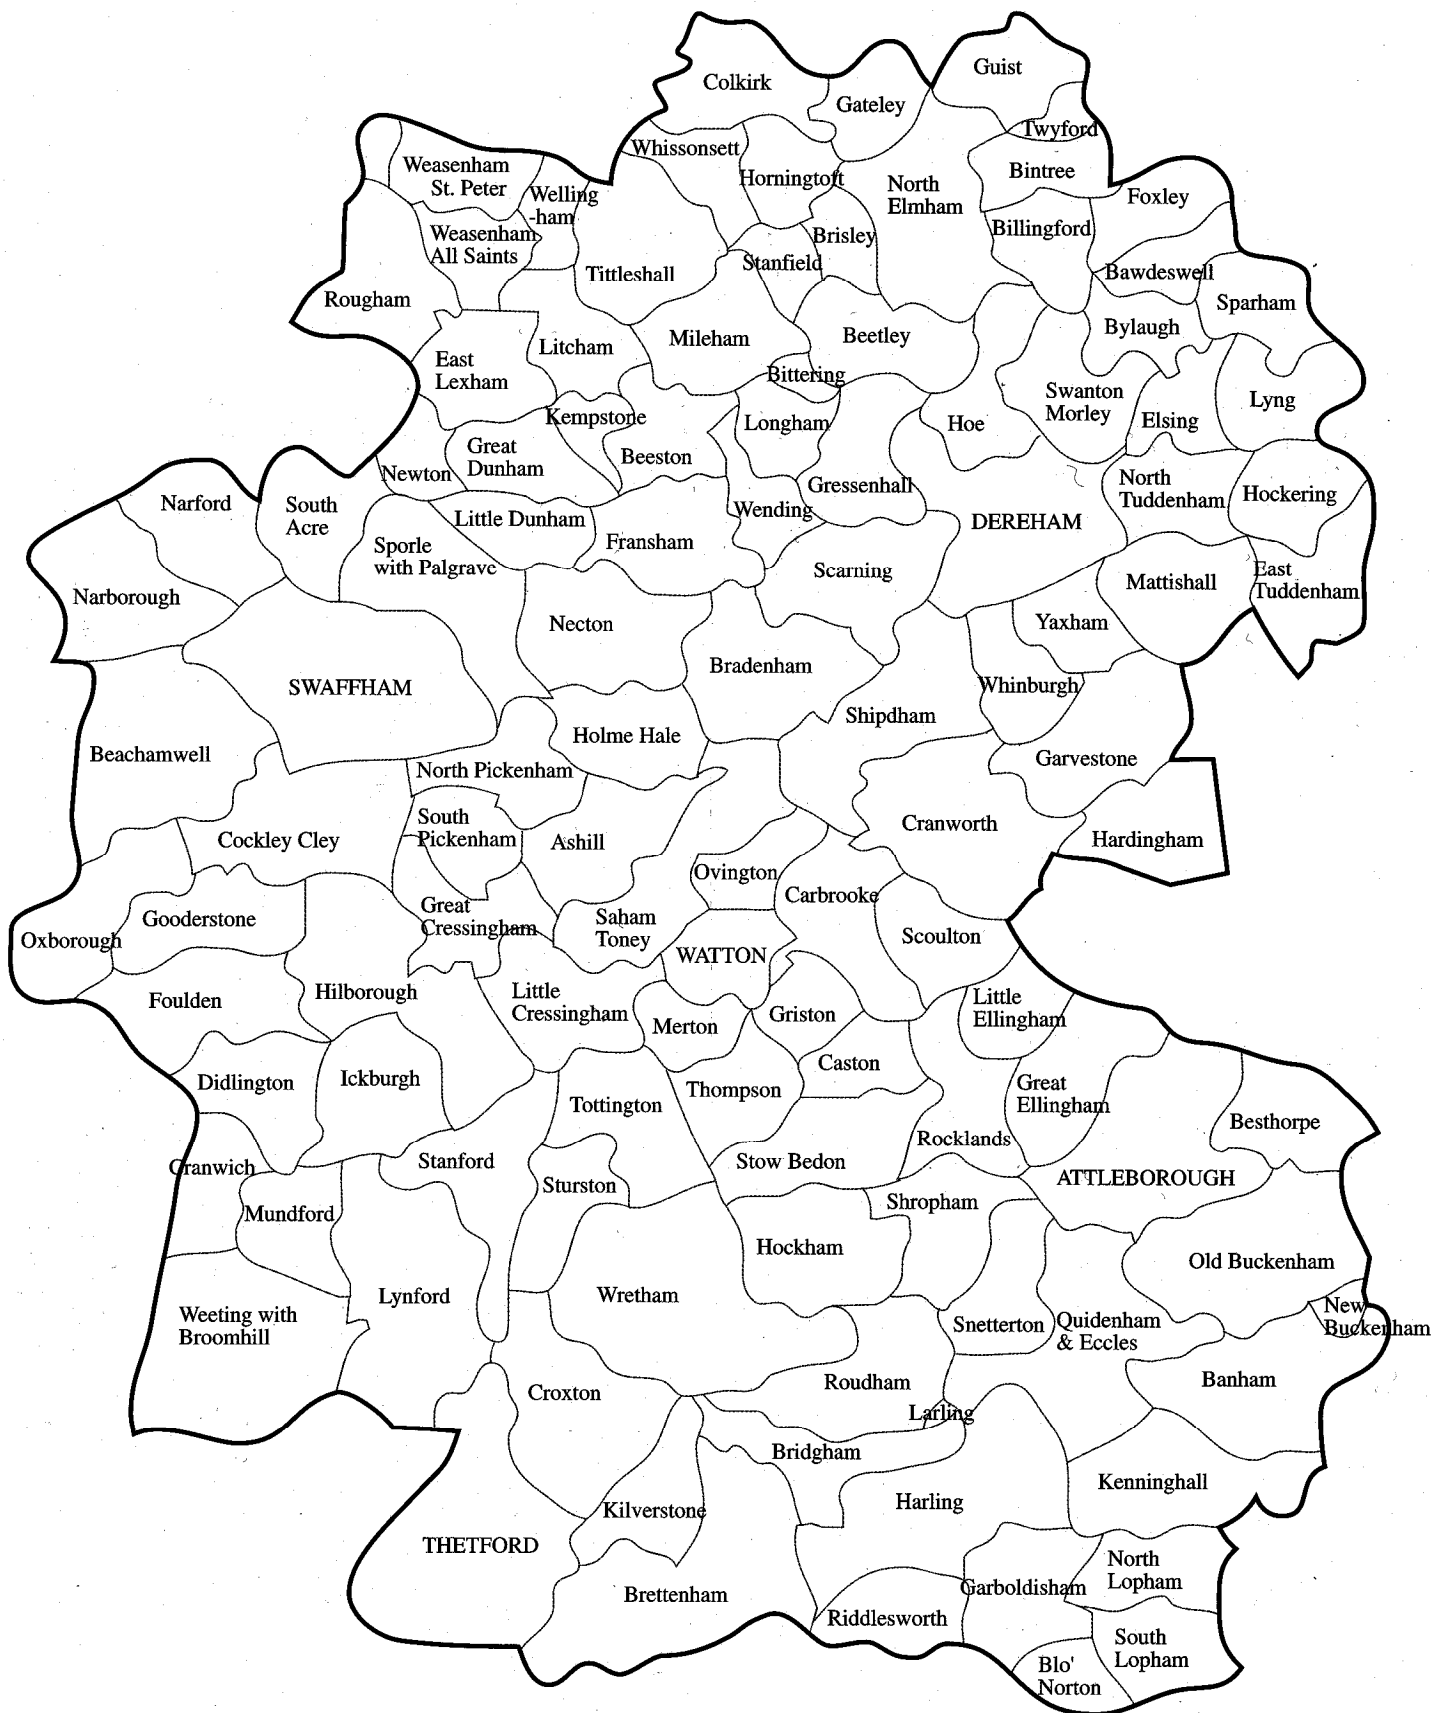 Guist
Colkirk
Gateley
Twyford
Whissonsett
Weasenham
St. Peter
Bintree
Horningtoft
North
Elmham
Welling
-ham
Foxley
Billingford
Weasenham
All Saints
Brisley
Stanfield
Tittleshall
Bawdeswell
Rougham
Sparham
Bylaugh
Beetley
Mileham
Litcham
East
Lexham
Bittering
Swanton
Morley
Lyng
Kempstone
Longham
Hoe
Elsing
Great
Dunham
Beeston
Newton
North
Tuddenham
Gressenhall
Hockering
Narford
South
Acre
Wending
Little Dunham
DEREHAM
Fransham
Sporle
with Palgrave
Scarning
Mattishall
East
Tuddenham
Narborough
Necton
Yaxham
Bradenham
SWAFFHAM
Whinburgh
Shipdham
Holme Hale
Beachamwell
Garvestone
North Pickenham
South
Pickenham
Cranworth
Hardingham
Cockley Cley
Ashill
Ovington
Carbrooke
Great
Cressingham
Gooderstone
Saham
Toney
Oxborough
Scoulton
WATTON
Hilborough
Little
Cressingham
Little
Ellingham
Foulden
Griston
Merton
Caston
Didlington
Ickburgh
Thompson
Great
Ellingham
Tottington
Besthorpe
Rocklands
Stanford
Stow Bedon
Cranwich
ATTLEBOROUGH
Sturston
Shropham
Mundford
Hockham
Old Buckenham
Lynford
Wretham
New
Buckenham
Weeting with
Broomhill
Snetterton
Quidenham
& Eccles
Banham
Roudham
Croxton
Larling
Bridgham
Kenninghall
Harling
Kilverstone
THETFORD
North
Lopham
Garboldisham
Brettenham
Riddlesworth
South
Lopham
Blo'
Norton